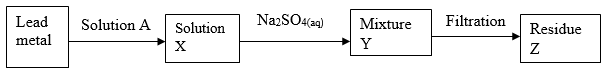 Lead
metal
Solution A
Solution
X
Na₂SO₄(aq)
Mixture
Y
Filtration
Residue
Z